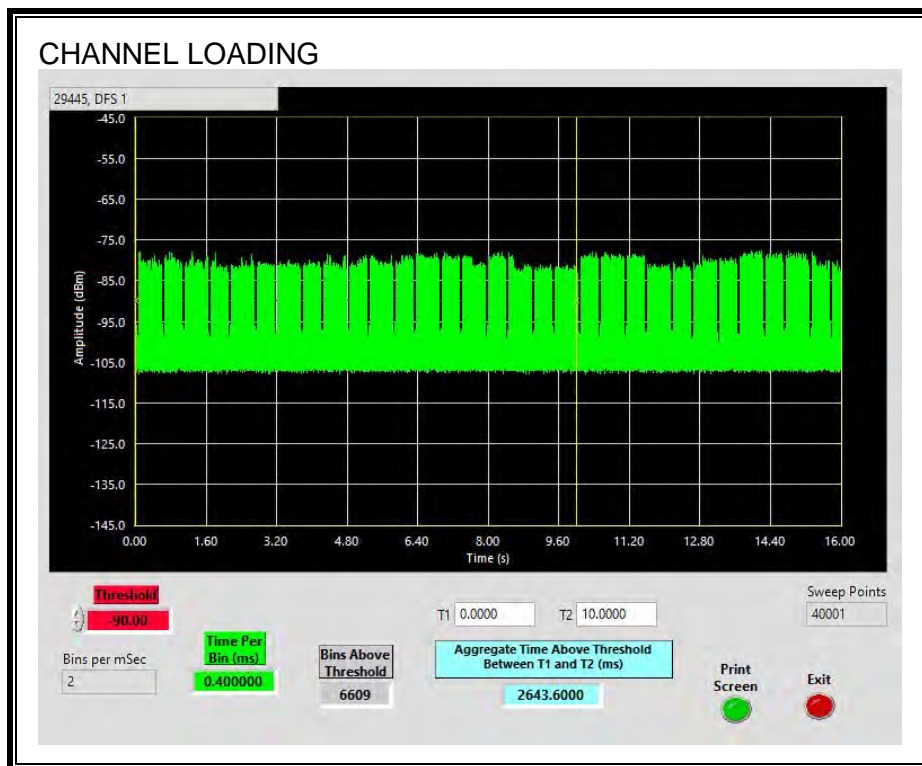 CHANNEL LOADING
29445, DFS 1
-45.0
-55.0
-65.0
-75.0
-85.0
-95.0
-105.0
-115.0
-125.0
-135.0
-145.0
Amplitude (dBm)
0.00 1.60 3.20 4.80 6.40 8.00 9.60 11.20 12.80 14.40 16.00
Time (s)
Threshold
-90.00
Bins per mSec
2
Time Per
Bin (ms)
0.400000
Bins Above
Threshold
6609
T1 0.0000 T2 10.0000
Aggregate Time Above Threshold
Between T1 and T2 (ms)
2643.6000
Sweep Points
40001
Print
Screen
Exit